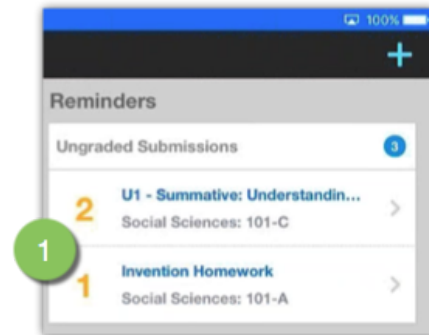 100%
+
Reminders
Ungraded Submissions 3
2 U1 - Summative: Understandin...
Social Sciences: 101-C
1
1 Invention Homework
Social Sciences: 101-A